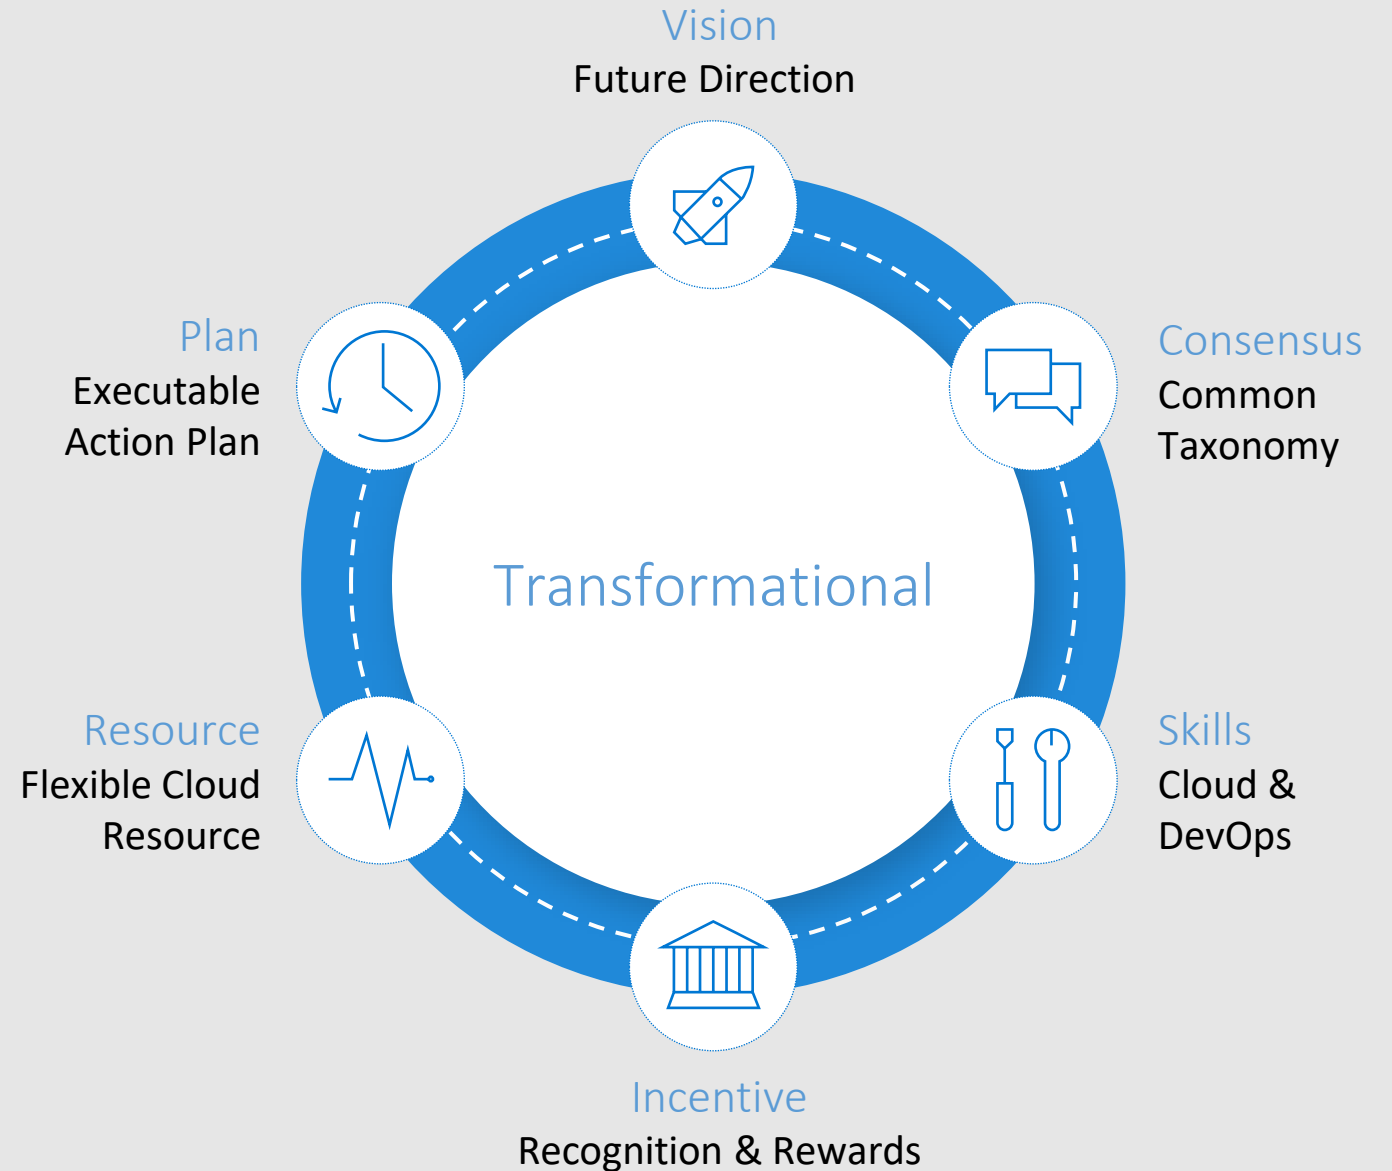 Vision
Future Direction
Plan
Executable
Action Plan
Consensus
Common
Taxonomy
Transformational
Resource
Flexible Cloud
Resource
Skills
Cloud &
DevOps
Incentive
Recognition & Rewards